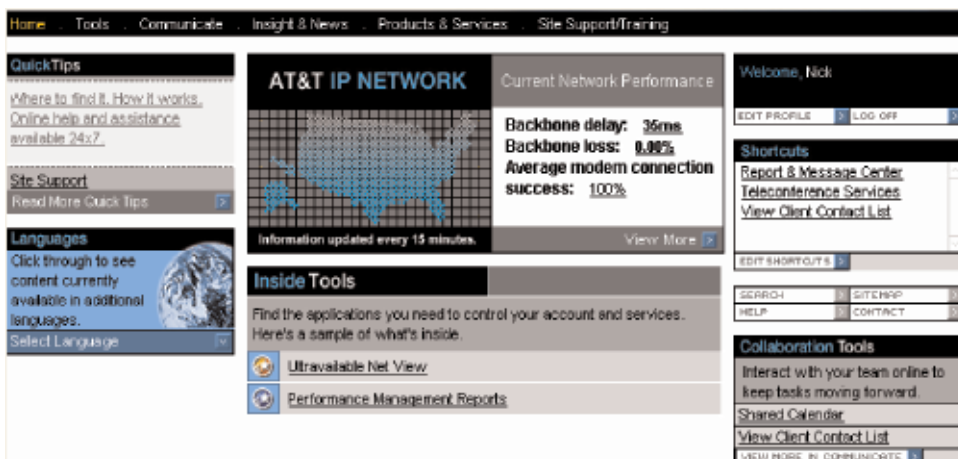 Home . Tools . Communicate . Insight & News . Products & Services . Site Support/Training
QuickTips
Where to find it. How it works.
Online help and assistance
available 24x7.
Site Support
Read More Quick Tips
Languages
Click through to see
content currently
available in additional
languages.
Select Language
AT&T IP NETWORK
Information updated every 15 minutes.
Current Network Performance
Backbone delay: 36ms
Backbone loss: 0.00%
Average modem connection
success: 100%
View More
Inside Tools
Find the applications you need to control your account and services.
Here's a sample of what's inside.
Ultravailable Net View
Performance Management Reports
Welcome, Nick
EDIT PROFILE LOG OFF
Shortcuts
Report & Message Center
Teleconference Services
View Client Contact List
EDIT SHORTCUTS
SEARCH SITEMAP
HELP CONTACT
Collaboration Tools
Interact with your team online to
keep tasks moving forward.
Shared Calendar
View Client Contact List
VIEW MORE IN COMMUNICATE